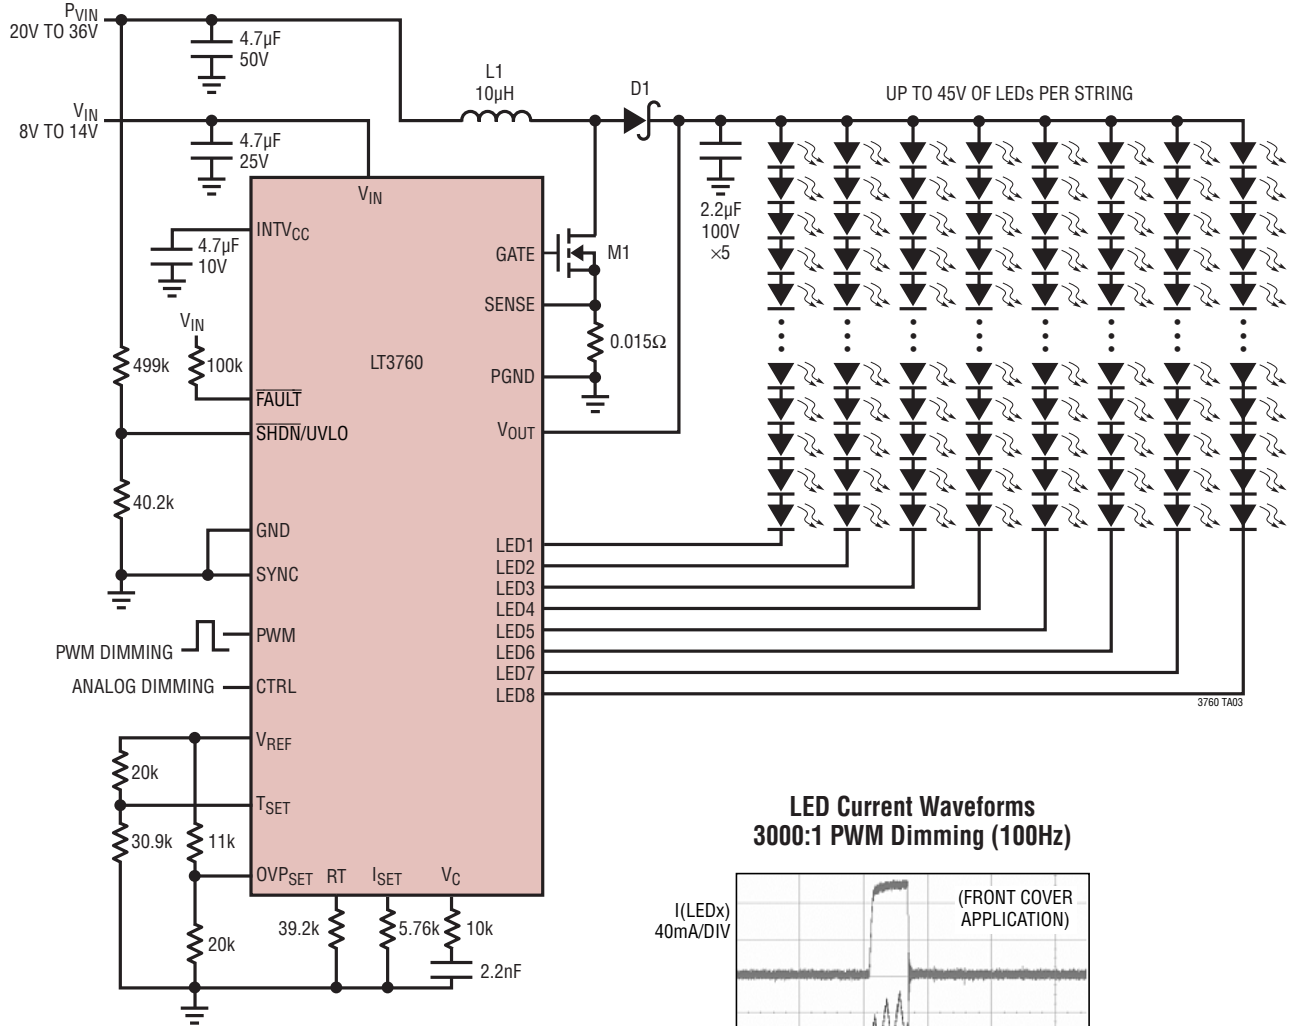 PVIN
20V TO 36V
4.7µF
50V
VIN
8V TO 14V
4.7µF
25V
L1
10µH
D1
UP TO 45V OF LEDs PER STRING
2.2µF
100V
×5
VIN
INTVCC
4.7µF
10V
GATE
M1
SENSE
0.015Ω
VIN
499k
100k
LT3760
PGND
FAULT
SHDN/UVLO
VOUT
40.2k
GND
SYNC
LED1
LED2
LED3
LED4
LED5
LED6
LED7
LED8
3760 TA03
PWM DIMMING
PWM
ANALOG DIMMING
CTRL
VREF
20k
TSET
30.9k
11k
OVPSET
RT
ISET
VC
39.2k
5.76k
10k
20k
2.2nF
LED Current Waveforms
3000:1 PWM Dimming (100Hz)
I(LEDx)
40mA/DIV
(FRONT COVER
APPLICATION)